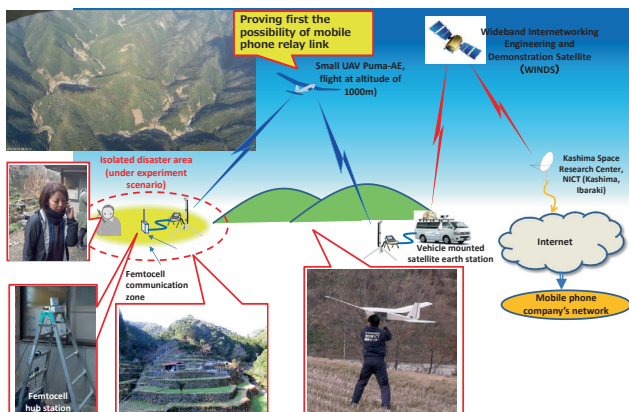 Proving first the
possibility of mobile
phone relay link
Small UAV Puma-AE,
flight at altitude of
1000m)
Wideband Internetworking
Engineering and
Demonstration Satellite
(WINDS)
Isolated disaster area
(under experiment
scenario)
Kashima Space
Research Center,
NICT (Kashima,
Ibaraki)
Internet
Vehicle mounted
satellite earth station
Femtocell
communication
zone
Mobile phone
company's network
Femtocell
hub station